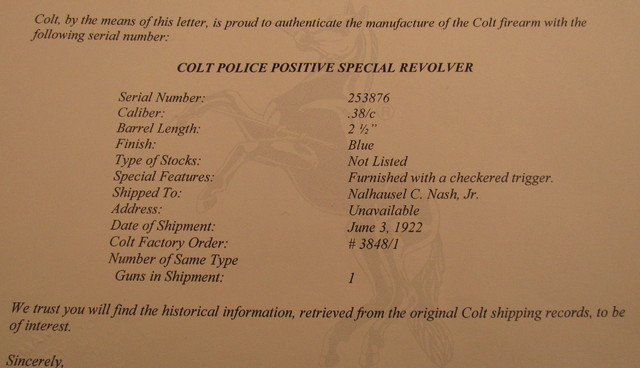 Colt, by the means of this letter, is proud to authenticate the manufacture of the Colt firearm with the
following serial number:
COLT POLICE POSITIVE SPECIAL REVOLVER
Serial Number: 253876
Caliber: .38/c
Barrel Length: 2 ½"
Finish: Blue
Type of Stocks: Not Listed
Special Features: Furnished with a checkered trigger.
Shipped To: Nalhausel C. Nash, Jr.
Address: Unavailable
Date of Shipment: June 3, 1922
Colt Factory Order: # 3848/1
Number of Same Type
Guns in Shipment: 1
We trust you will find the historical information, retrieved from the original Colt shipping records, to be
of interest.
Sincerely,